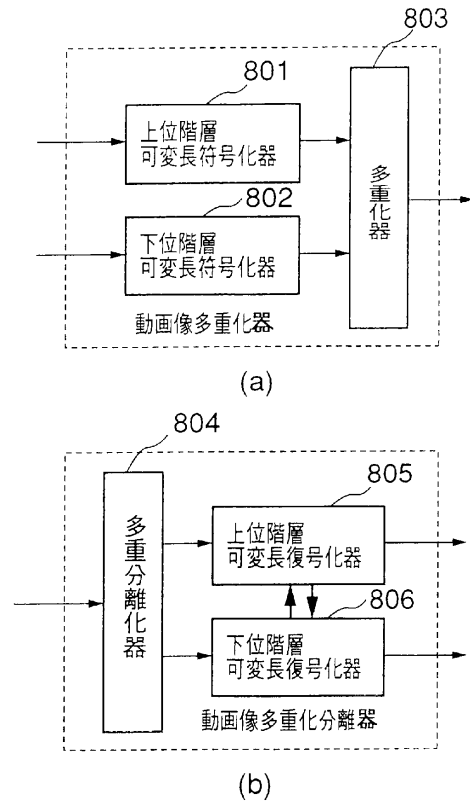 803
801
上位階層
可変長符号化器
802
下位階層
可変長符号化器
多重化器
動画像多重化器
(a)
804
805
多重分離化器
上位階層
可変長復号化器
806
下位階層
可変長復号化器
動画像多重化分離器
(b)